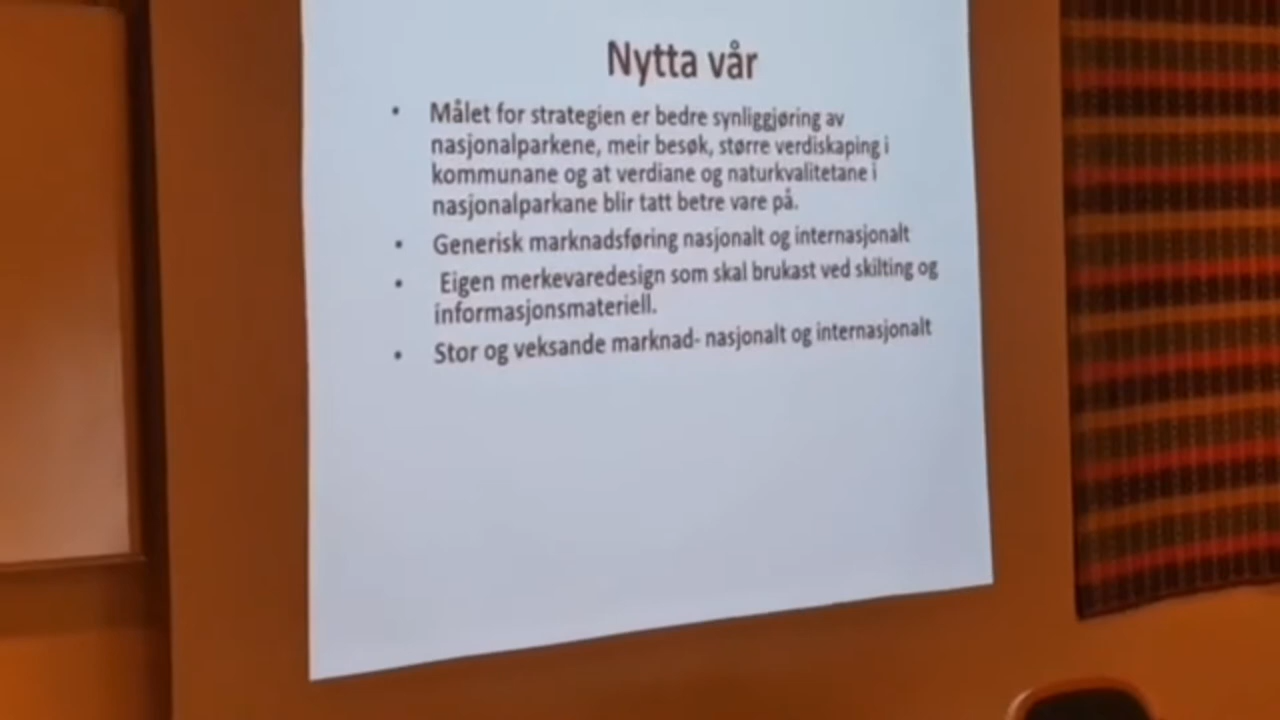 Nytta vår
• Målet for strategien er bedre synliggjøring av
nasjonalparkene, meir besøk, større verdiskaping i
kommunane og at verdiane og naturkvalitetane i
nasjonalparkane blir tatt betre vare på.
• Generisk marknadsføring nasjonalt og internasjonalt
• Eigen merkevaredesign som skal brukast ved skilting og
informasjonsmateriell.
• Stor og veksande marknad- nasjonalt og internasjonalt